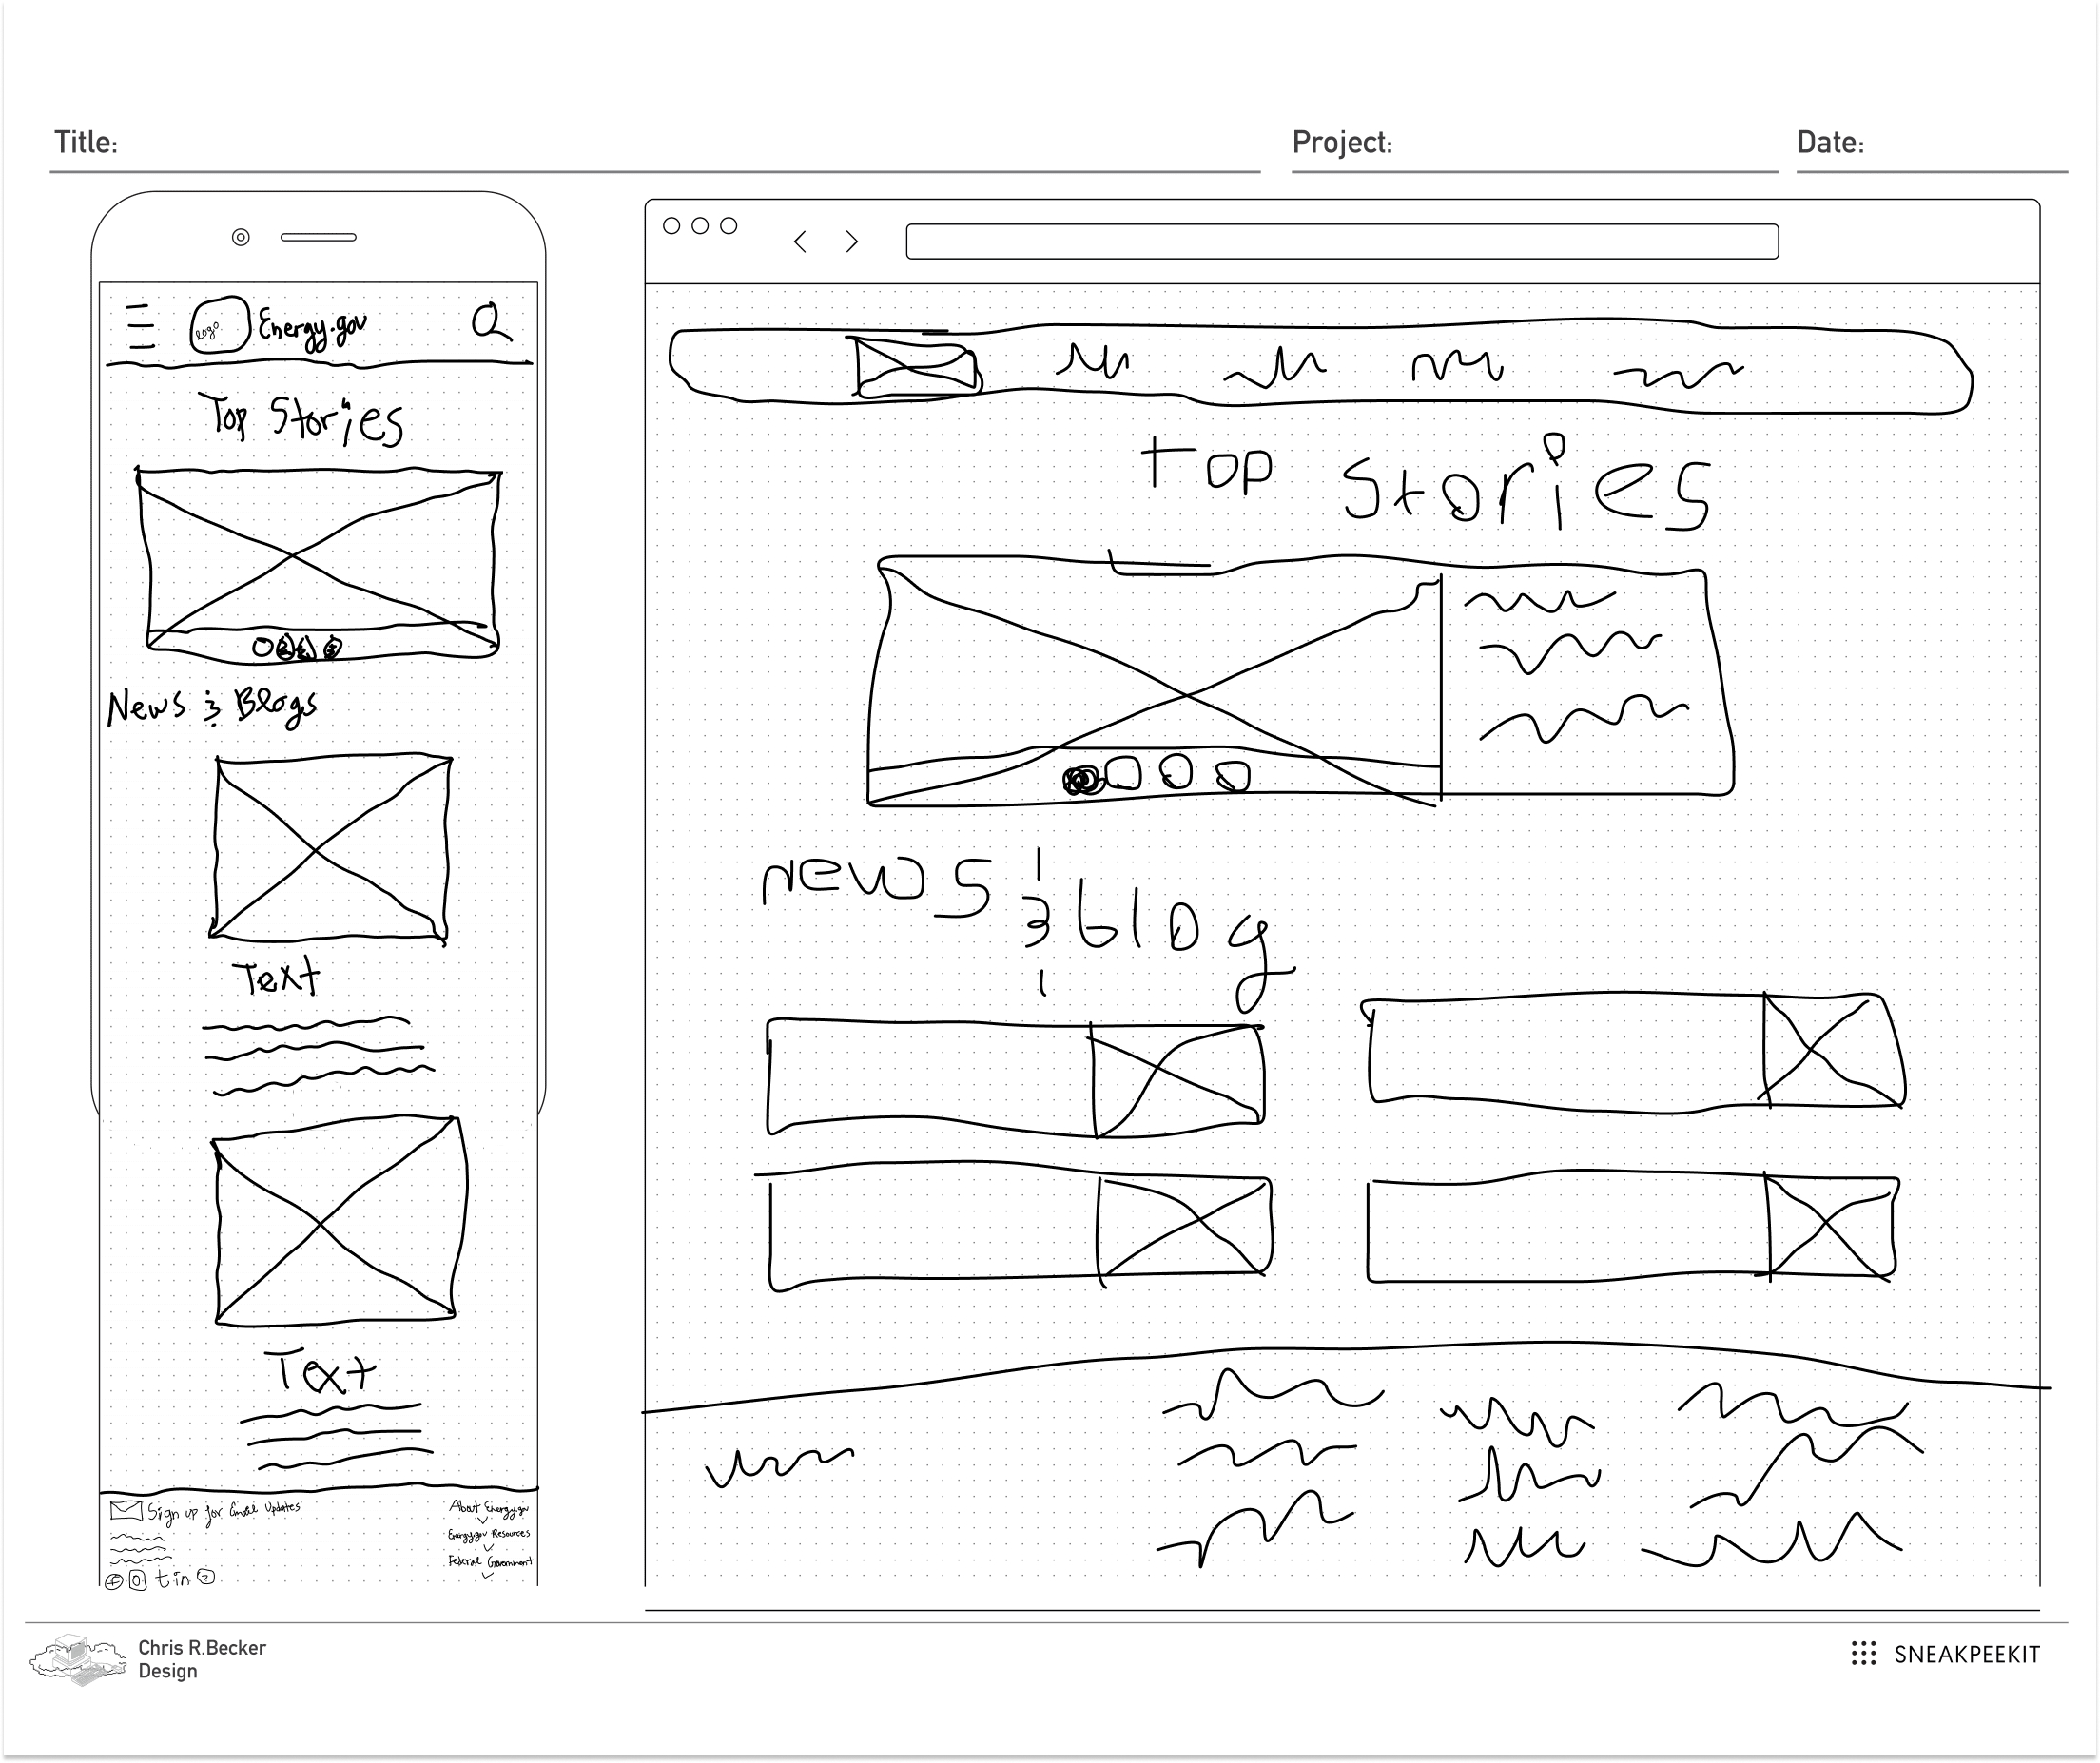 Title:
Project:
Date:
logo
Energy.gov
Top Stories
News & Blogs
Text
Text
Sign up for Email Updates
About Energy.gov
Energy.gov Resources
Federal Government
t in
top stories
news & blog
Chris R.Becker
Design
SNEAKPEEKIT